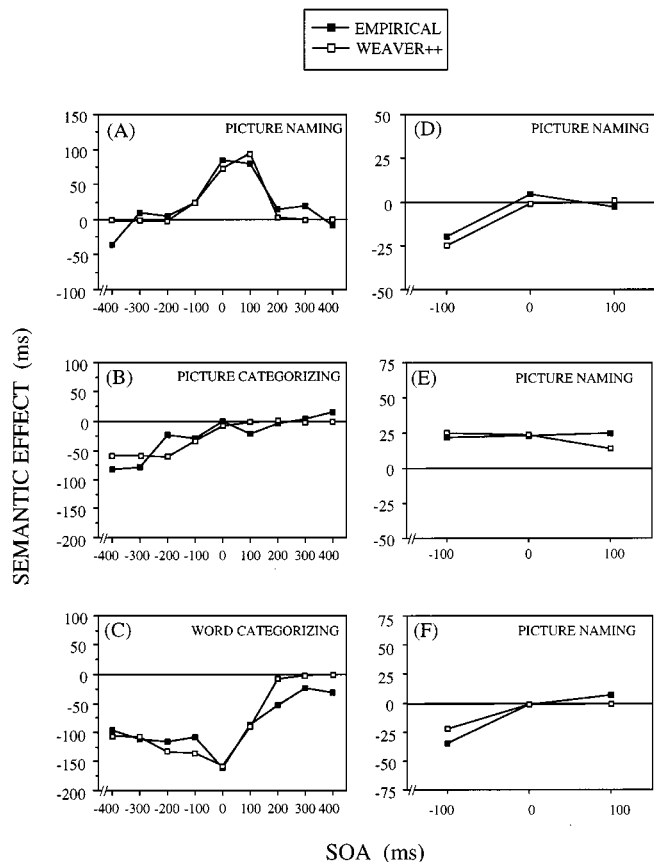 EMPIRICAL
WEAVER++
SEMANTIC EFFECT (ms)
(A) PICTURE NAMING
150
100
50
0
-50
-100
-400 -300 -200 -100 0 100 200 300 400
(D) PICTURE NAMING
50
25
0
-25
-50
-100 0 100
(B) PICTURE CATEGORIZING
100
50
0
-50
-100
-150
-200
-400 -300 -200 -100 0 100 200 300 400
(E) PICTURE NAMING
75
50
25
0
-25
-50
-100 0 100
(C) WORD CATEGORIZING
100
50
0
-50
-100
-150
-200
-400 -300 -200 -100 0 100 200 300 400
(F) PICTURE NAMING
75
50
25
0
-25
-50
-75
-100 0 100
SOA (ms)